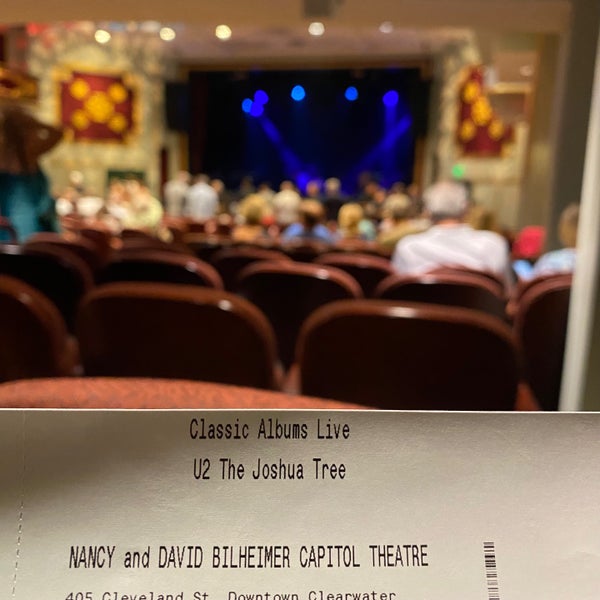 Classic Albums Live
U2 The Joshua Tree
NANCY and DAVID BILHEIMER CAPITOL THEATRE
405 Cleveland St, Downtown Clearwater